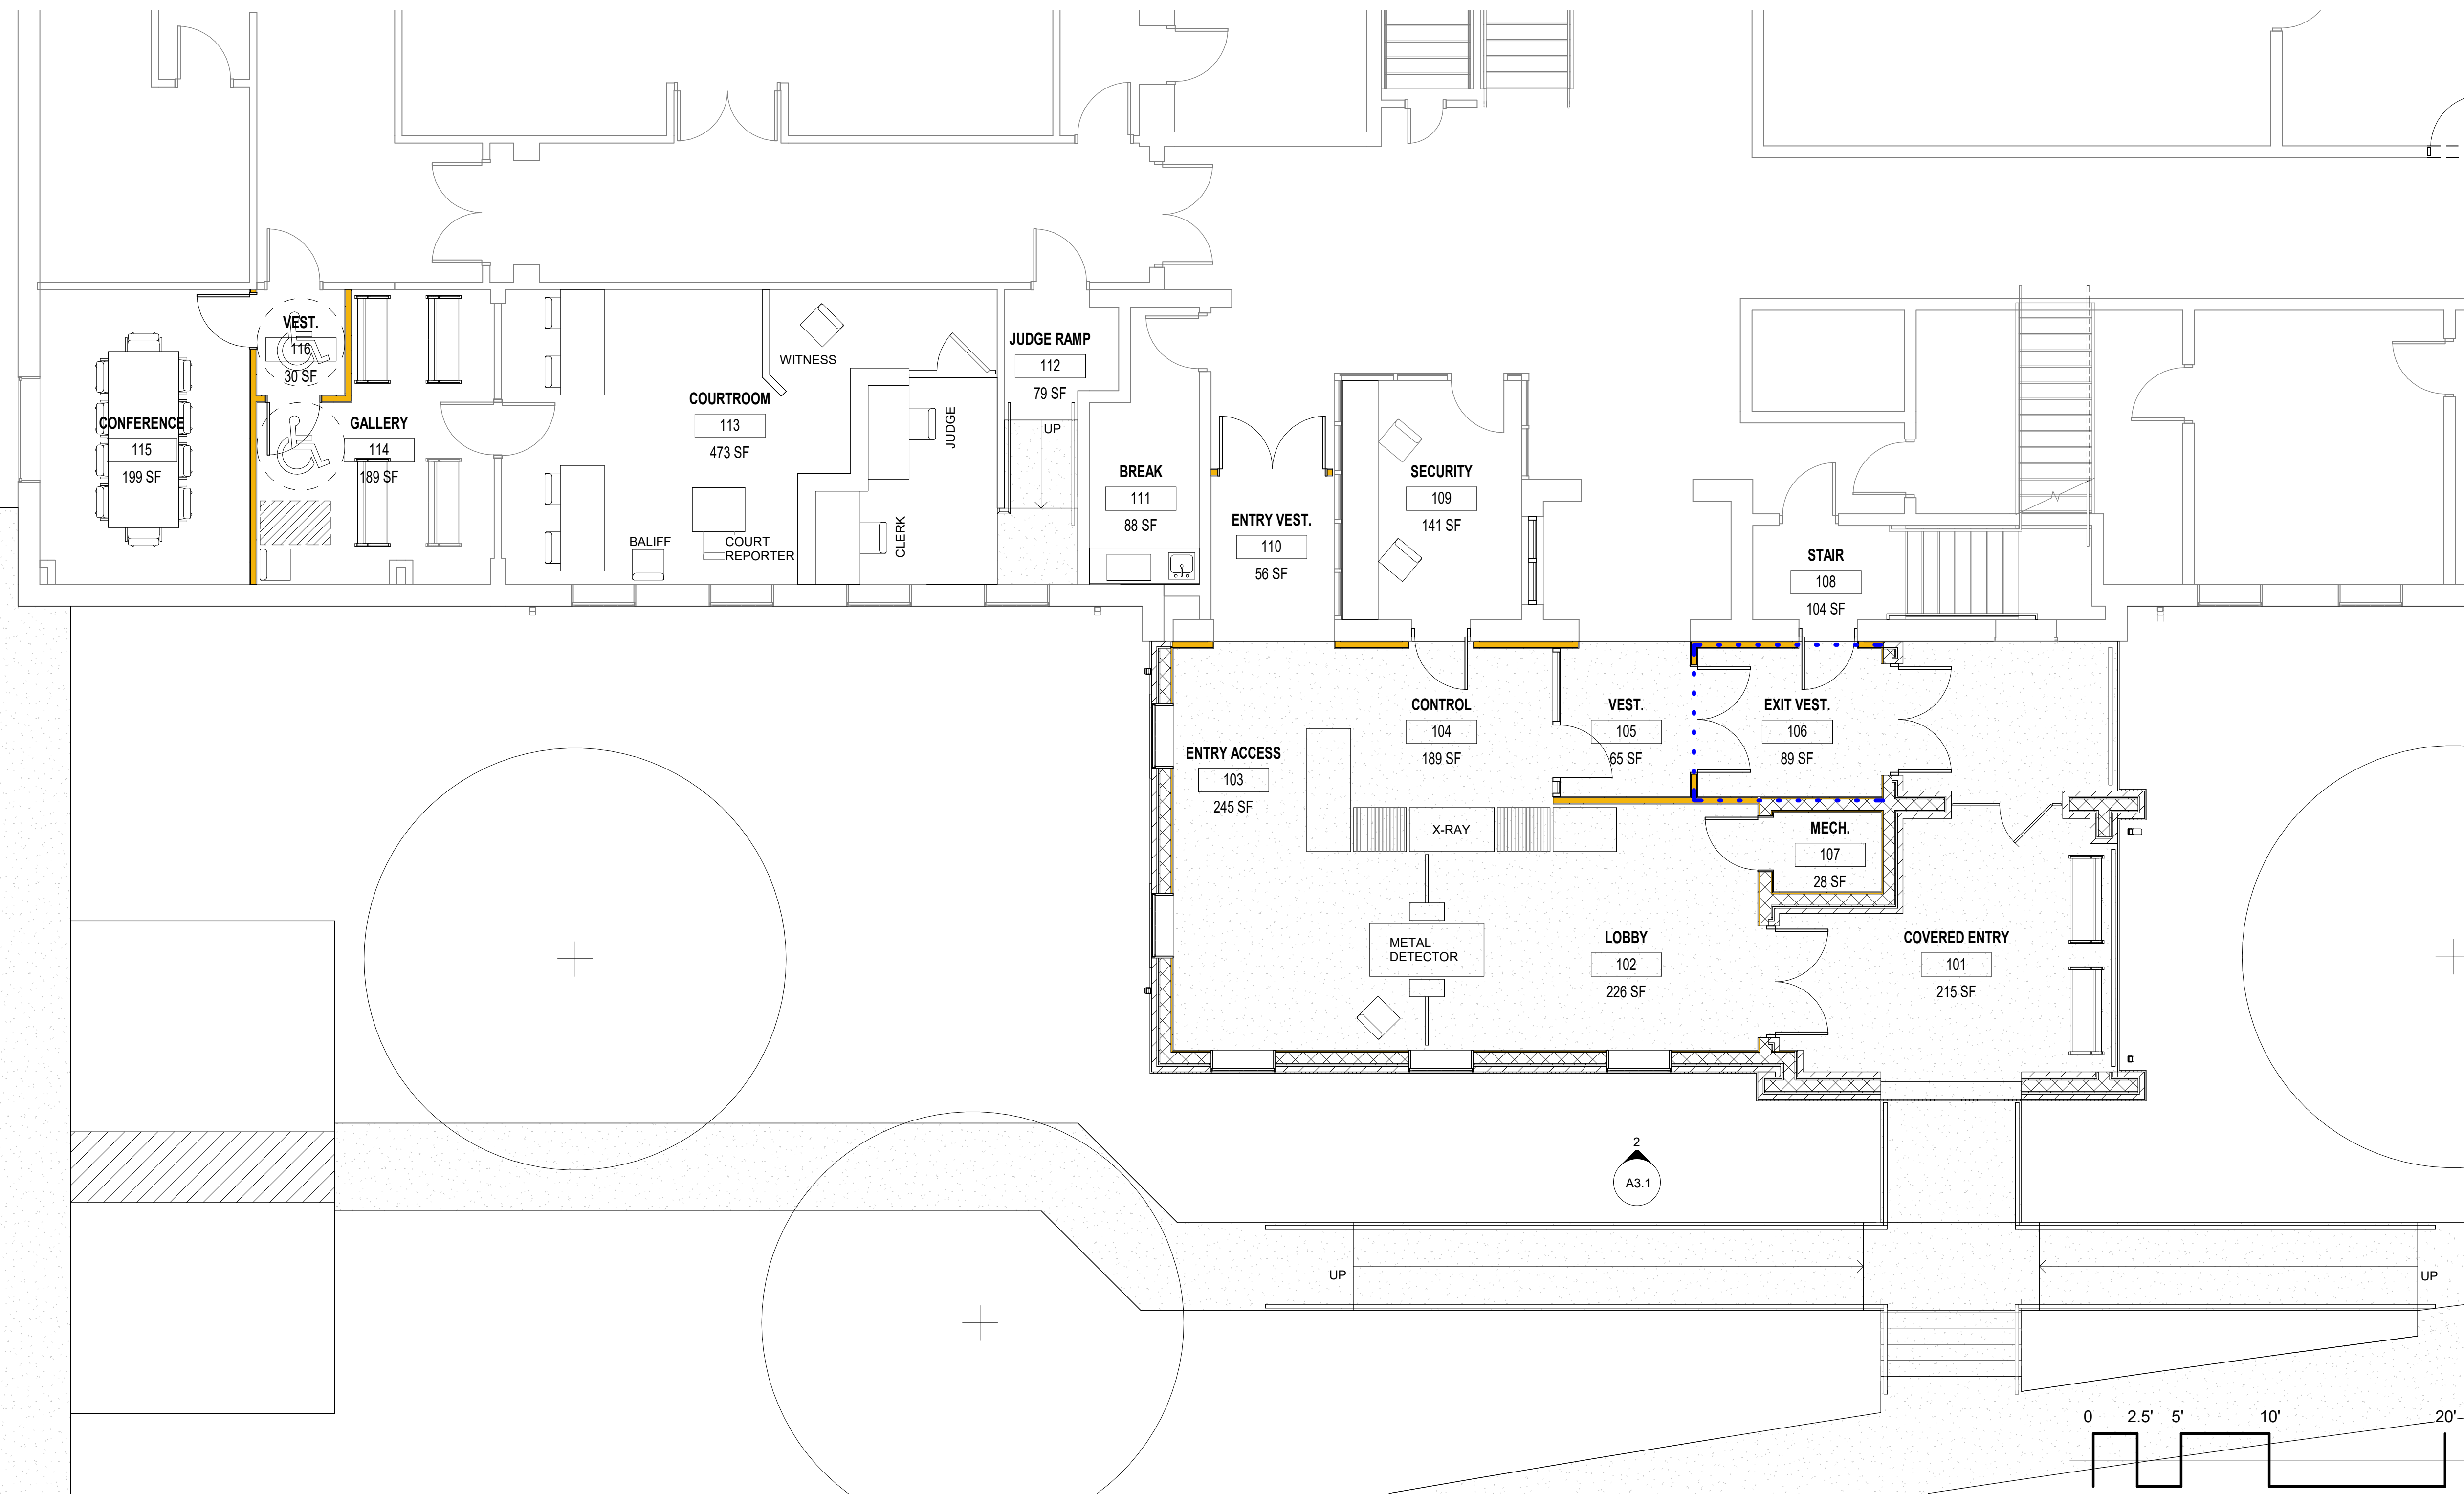 VEST.
116
30 SF
WITNESS
JUDGE RAMP
112
79 SF
CONFERENCE
115
199 SF
GALLERY
114
189 SF
COURTROOM
113
473 SF
JUDGE
UP
BREAK
111
88 SF
SECURITY
109
141 SF
ENTRY VEST.
110
56 SF
BALIFF
COURT
REPORTER
CLERK
STAIR
108
104 SF
ENTRY ACCESS
103
245 SF
CONTROL
104
189 SF
VEST.
105
65 SF
EXIT VEST.
106
89 SF
X-RAY
MECH.
107
28 SF
METAL
DETECTOR
LOBBY
102
226 SF
COVERED ENTRY
101
215 SF
2
A3.1
UP
UP
0 2.5' 5' 10' 20'